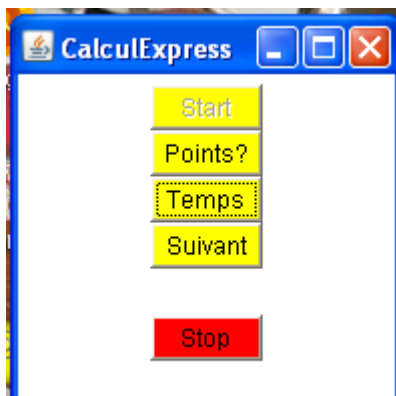 CalculExpress
Start
Points?
Temps
Suivant
Stop